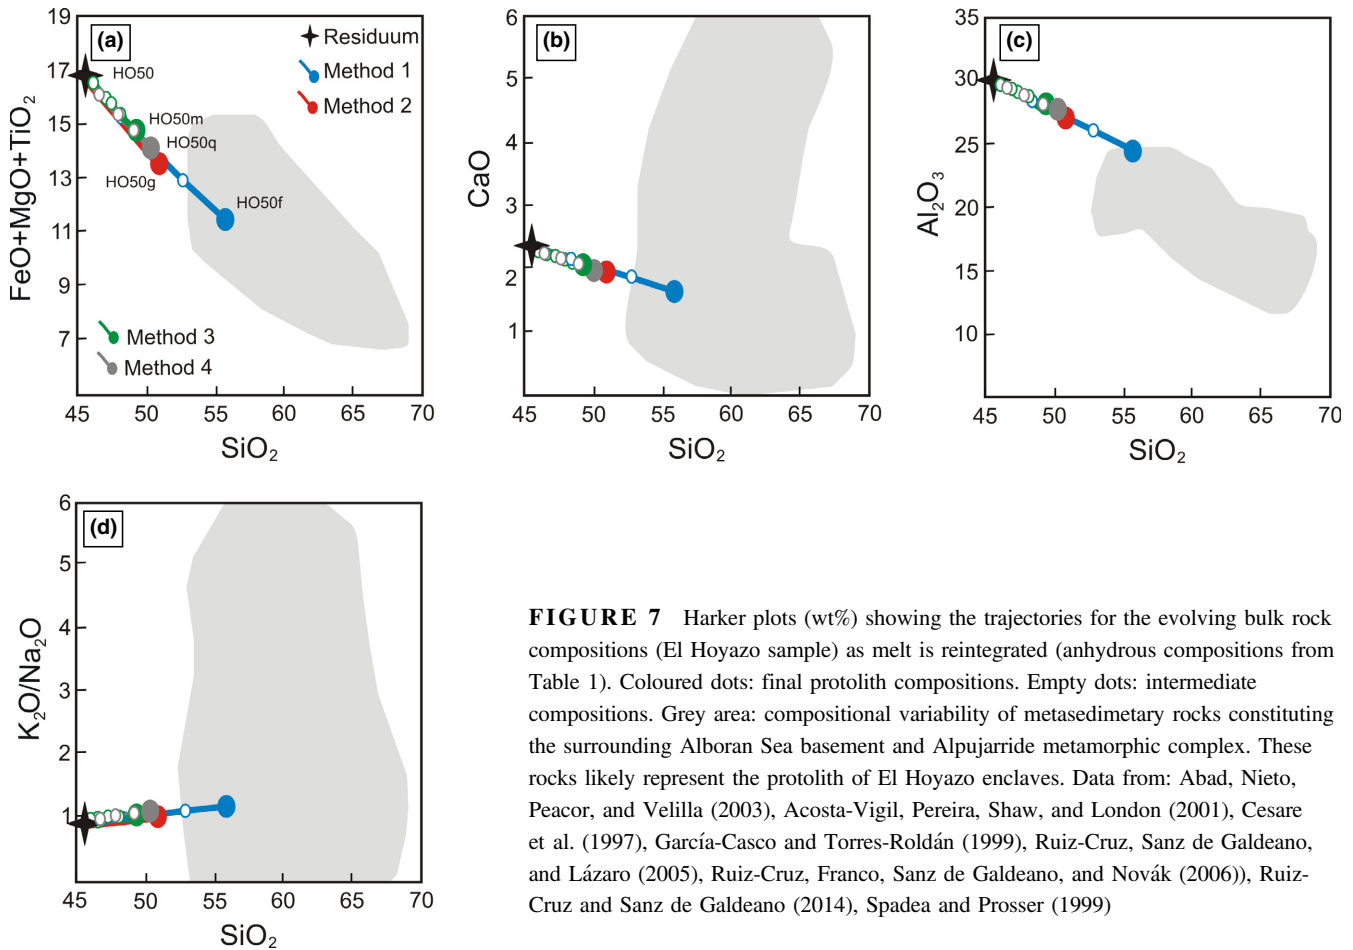 (a)
19
17
15
13
11
9
7
FeO+MgO+TiO₂
HO50
HO50m
HO50q
HO50g
HO50f
Residuum
Method 1
Method 2
Method 3
Method 4
45 50 55 60 65 70
SiO₂
(b)
6
5
4
3
2
1
CaO
45 50 55 60 65 70
SiO₂
(c)
35
30
25
20
15
10
Al₂O₃
45 50 55 60 65 70
SiO₂
(d)
6
5
4
3
2
1
K₂O/Na₂O
45 50 55 60 65 70
SiO₂
FIGURE 7 Harker plots (wt%) showing the trajectories for the evolving bulk rock
compositions (El Hoyazo sample) as melt is reintegrated (anhydrous compositions from
Table 1). Coloured dots: final protolith compositions. Empty dots: intermediate
compositions. Grey area: compositional variability of metasedimetary rocks constituting
the surrounding Alboran Sea basement and Alpujarride metamorphic complex. These
rocks likely represent the protolith of El Hoyazo enclaves. Data from: Abad, Nieto,
Peacor, and Velilla (2003), Acosta-Vigil, Pereira, Shaw, and London (2001), Cesare
et al. (1997), García-Casco and Torres-Roldán (1999), Ruiz-Cruz, Sanz de Galdeano,
and Lázaro (2005), Ruiz-Cruz, Franco, Sanz de Galdeano, and Novák (2006)), Ruiz-
Cruz and Sanz de Galdeano (2014), Spadea and Prosser (1999)